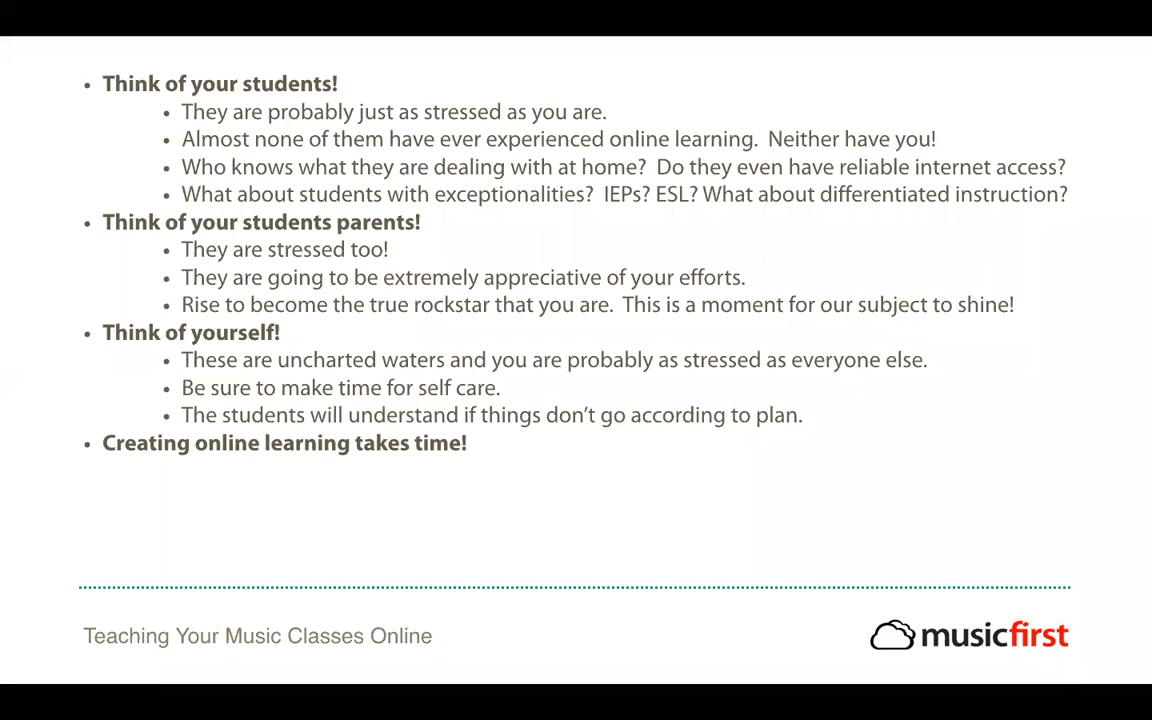 • Think of your students!
• They are probably just as stressed as you are.
• Almost none of them have ever experienced online learning.  Neither have you!
• Who knows what they are dealing with at home?  Do they even have reliable internet access?
• What about students with exceptionalities?  IEPs? ESL? What about differentiated instruction?
• Think of your students parents!
• They are stressed too!
• They are going to be extremely appreciative of your efforts.
• Rise to become the true rockstar that you are.  This is a moment for our subject to shine!
• Think of yourself!
• These are uncharted waters and you are probably as stressed as everyone else.
• Be sure to make time for self care.
• The students will understand if things don’t go according to plan.
• Creating online learning takes time!
Teaching Your Music Classes Online
musicfirst